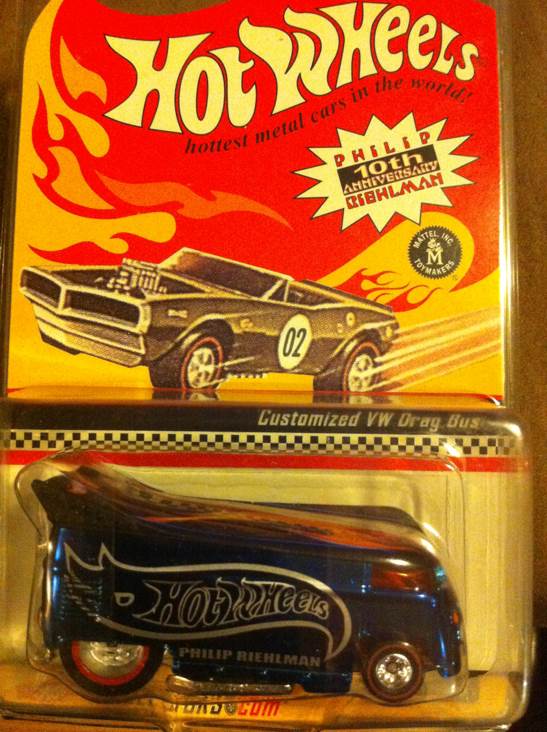 Hot Wheels
hottest metal cars in the world!
PHILIP
10th
ANNIVERSARY
RIEHLMAN
MATTEL, INC.
M
TOYMAKERS
02
Customized VW Drag Bus
Hot Wheels
PHILIP RIEHLMAN
.COM